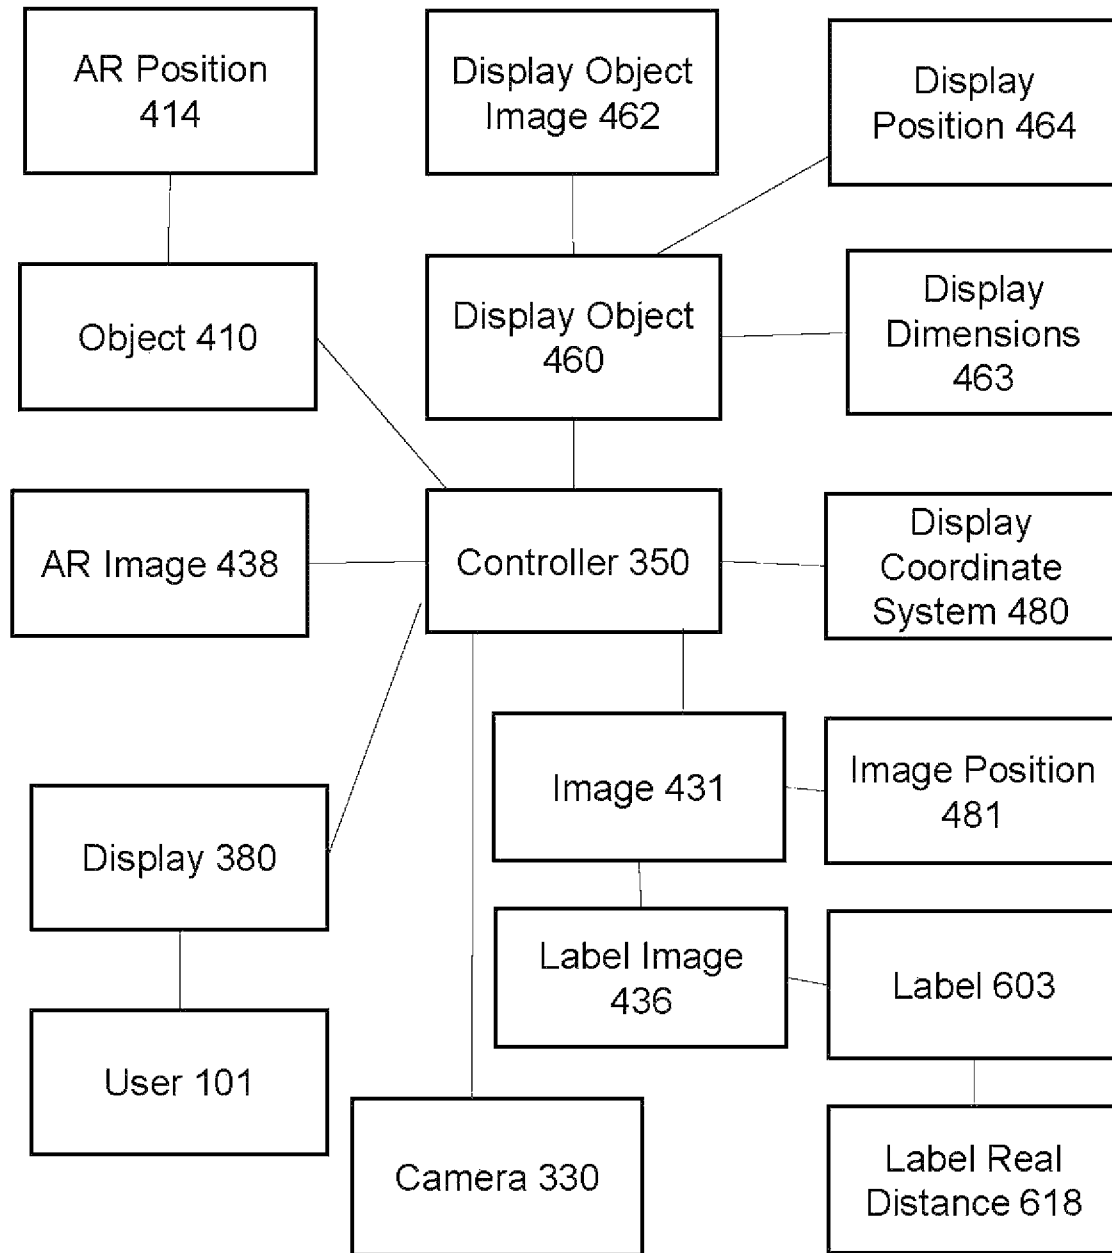 AR Position
414
Display Object
Image 462
Display
Position 464
Object 410
Display Object
460
Display
Dimensions
463
AR Image 438
Controller 350
Display
Coordinate
System 480
Image 431
Image Position
481
Display 380
Label Image
436
Label 603
User 101
Camera 330
Label Real
Distance 618